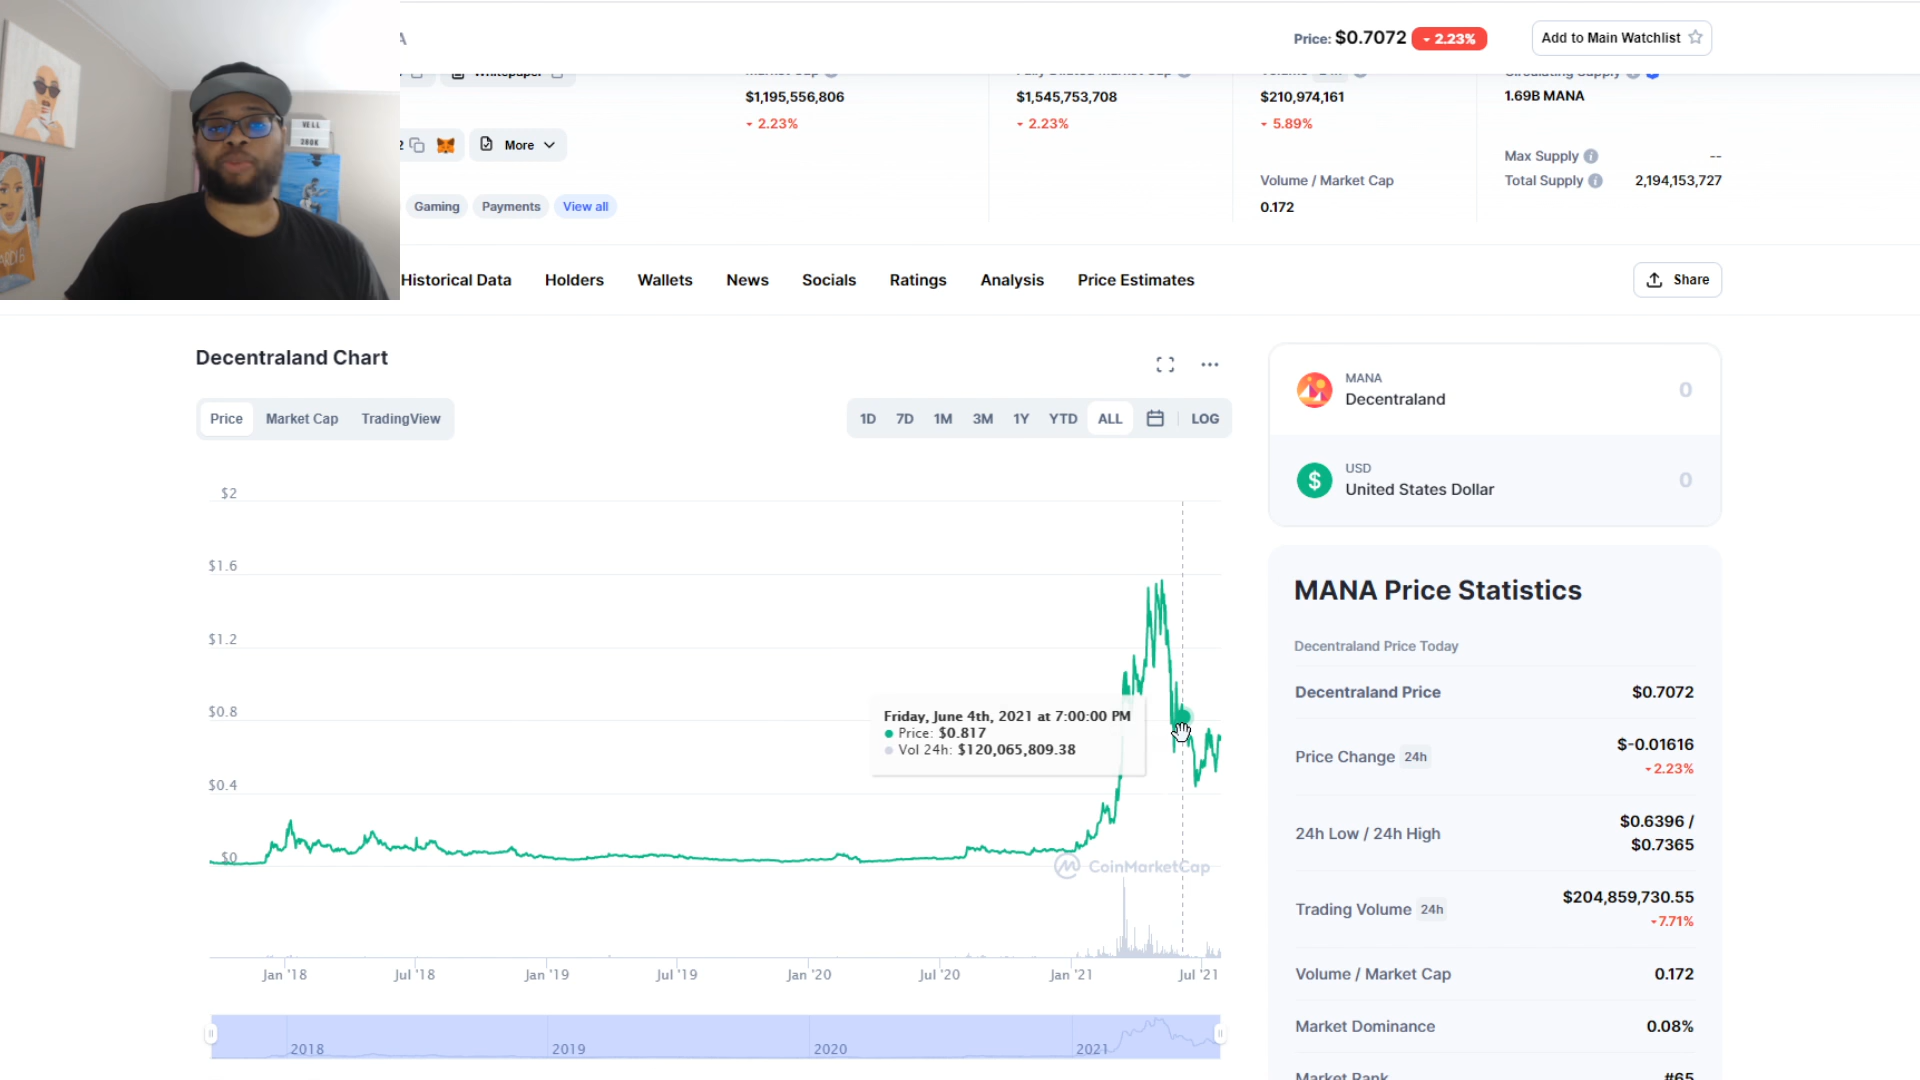 Price: $0.7072 2.23%
Add to Main Watchlist
Whitepaper
$1,195,556,806
$1,545,753,708
$210,974,161
1.69B MANA
2.23%
2.23%
5.89%
More
Max Supply --
Volume / Market Cap
Total Supply 2,194,153,727
Gaming Payments View all
0.172
Historical Data Holders Wallets News Socials Ratings Analysis Price Estimates
Share
Decentraland Chart
Price Market Cap TradingView
1D 7D 1M 3M 1Y YTD ALL LOG
$2
$1.6
$1.2
$0.8
$0.4
$0
Friday, June 4th, 2021 at 7:00:00 PM
Price: $0.817
Vol 24h: $120,065,809.38
CoinMarketCap
Jan '18 Jul '18 Jan '19 Jul '19 Jan '20 Jul '20 Jan '21 Jul '21
2018 2019 2020 2021
MANA
Decentraland 0
USD
$ United States Dollar 0
MANA Price Statistics
Decentraland Price Today
Decentraland Price $0.7072
Price Change 24h $-0.01616
2.23%
24h Low / 24h High $0.6396 /
$0.7365
Trading Volume 24h $204,859,730.55
7.71%
Volume / Market Cap 0.172
Market Dominance 0.08%
Market Rank #65